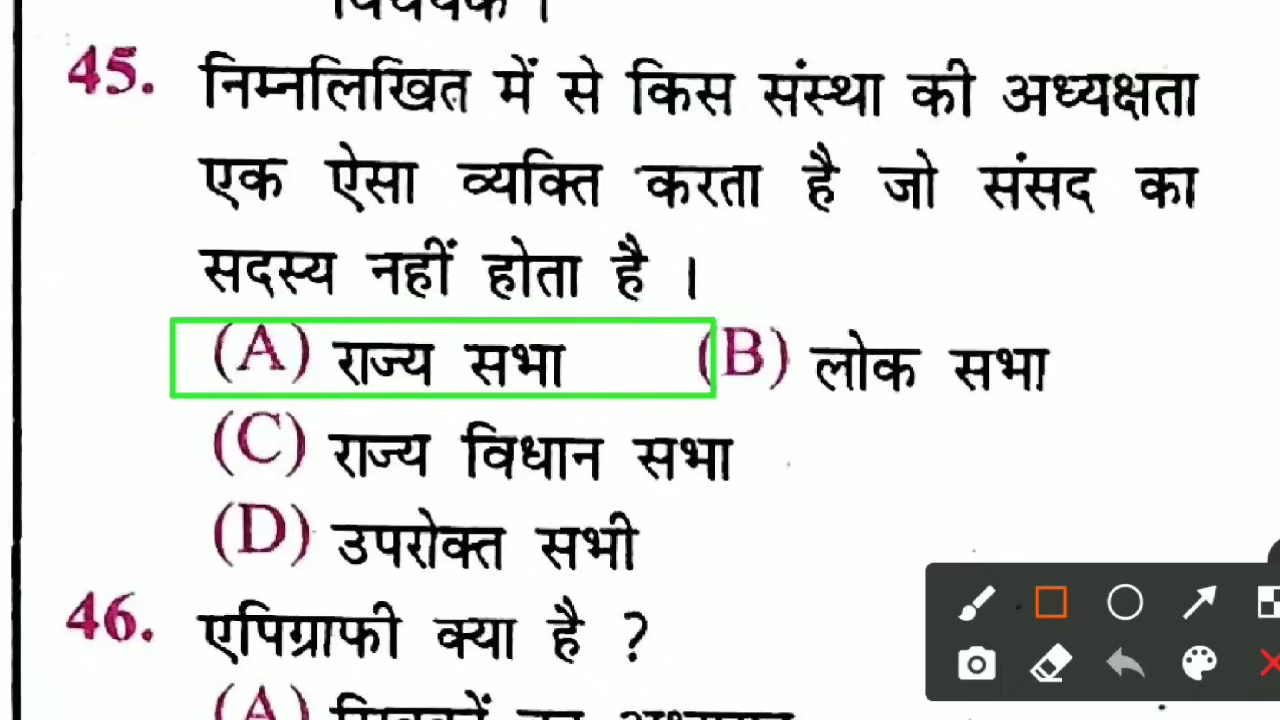 45. निम्नलिखित में से किस संस्था की अध्यक्षता
एक ऐसा व्यक्ति करता है जो संसद का
सदस्य नहीं होता है ।
(A) राज्य सभा (B) लोक सभा
(C) राज्य विधान सभा
(D) उपरोक्त सभी
46. एपिग्राफी क्या है ?
(A)